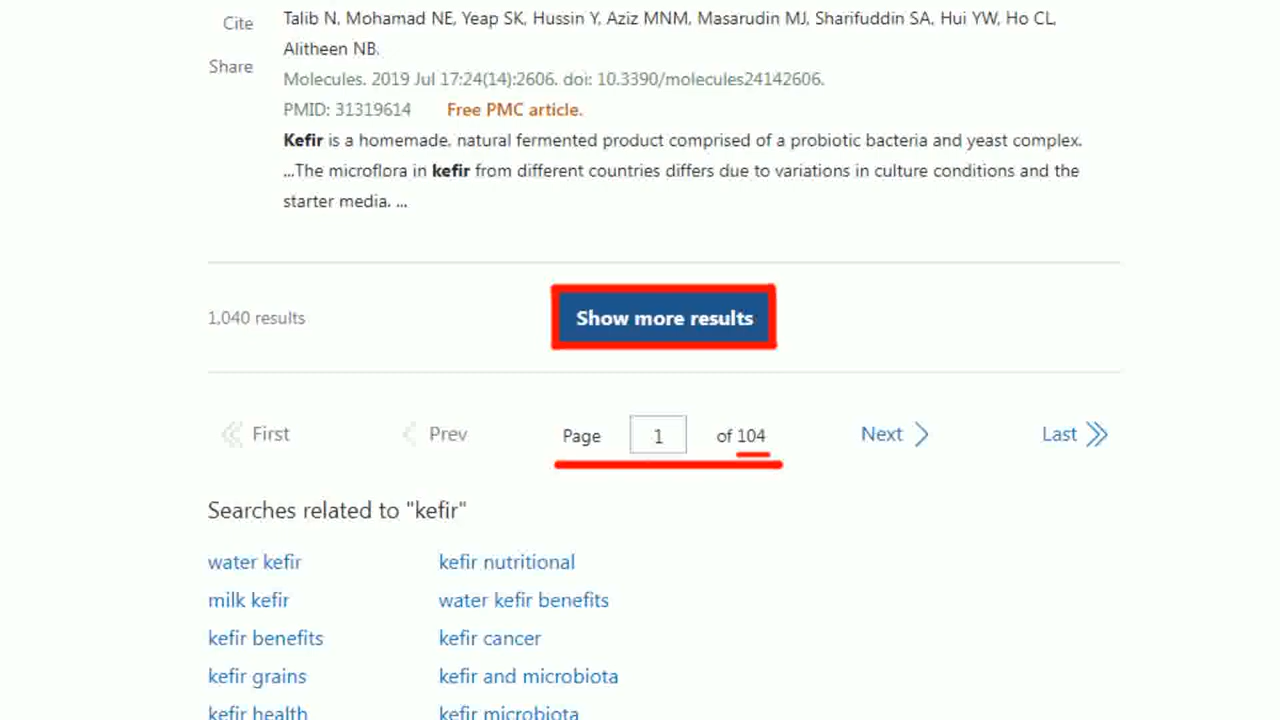 Cite
Talib N, Mohamad NE, Yeap SK, Hussin Y, Aziz MNM, Masarudin MJ, Sharifuddin SA, Hui YW, Ho CL,
Alitheen NB.
Share
Molecules. 2019 Jul 17;24(14):2606. doi: 10.3390/molecules24142606.
PMID: 31319614 Free PMC article.
Kefir is a homemade, natural fermented product comprised of a probiotic bacteria and yeast complex.
...The microflora in kefir from different countries differs due to variations in culture conditions and the
starter media. ...
1,040 results
Show more results
First Prev Page 1 of 104 Next Last
Searches related to "kefir"
water kefir
milk kefir
kefir benefits
kefir grains
kefir health
kefir nutritional
water kefir benefits
kefir cancer
kefir and microbiota
kefir microbiota